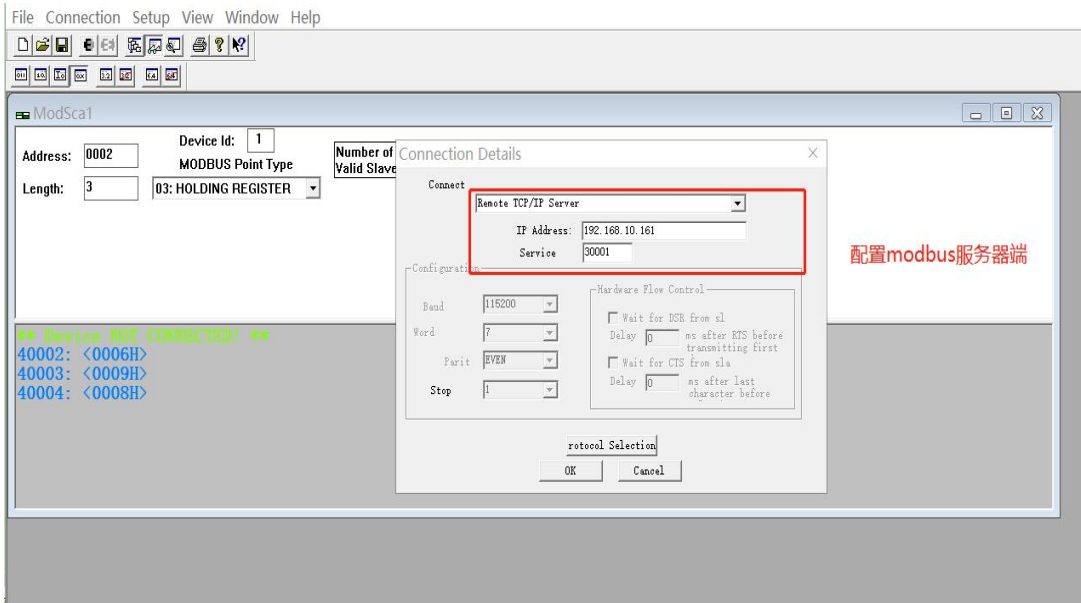 File Connection Setup View Window Help
ModSca1
Address: 0002
Device Id: 1
MODBUS Point Type
Length: 3
03: HOLDING REGISTER
Number of
Valid Slave
** Device NOT CONNECTED! **
40002: <0006H>
40003: <0009H>
40004: <0008H>
Connection Details
Connect
Remote TCP/IP Server
IP Address: 192.168.10.161
Service 30001
配置modbus服务器端
Configuration
Baud 115200
Word 7
Parit EVEN
Stop 1
Hardware Flow Control
Wait for DSR from sl
Delay 0 ms after RTS before
transmitting first
Wait for CTS from sla
Delay 0 ms after last
character before
rotocol Selection
OK Cancel